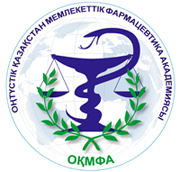 ОҢТҮСТІК ҚАЗАҚСТАН МЕМЛЕКЕТТІК ФАРМАЦЕВТИКА АКАДЕМИЯСЫ
ОҚМФА